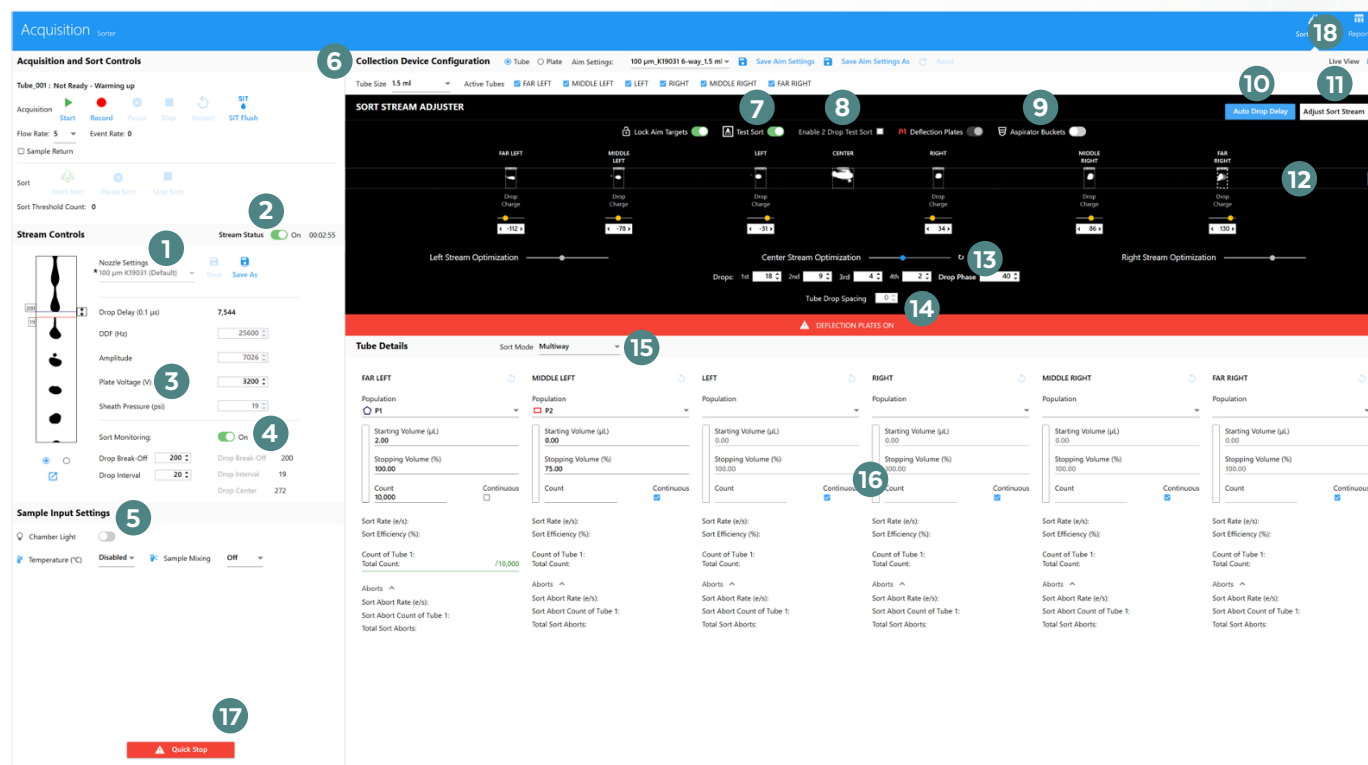 Acquisition Sorter
18
Repor
Acquisition and Sort Controls
6
Collection Device Configuration Tube Plate Aim Settings: 100 µm_K19031 6-way_1.5 ml Save Aim Settings Save Aim Settings As Reset
Live View
Tube_001 : Not Ready - Warming up
Tube Size 1.5 ml Active Tubes FAR LEFT MIDDLE LEFT LEFT RIGHT MIDDLE RIGHT FAR RIGHT
10
11
Acquisition
SIT
Start Record Pause Stop Restart SIT Flush
SORT STREAM ADJUSTER
7
8
9
Auto Drop Delay
Adjust Sort Stream
Flow Rate: 5 Event Rate: 0
Lock Aim Targets Test Sort Enable 2 Drop Test Sort Deflection Plates Aspirator Buckets
Sample Return
FAR LEFT
MIDDLE LEFT
LEFT
CENTER
RIGHT
MIDDLE RIGHT
FAR RIGHT
12
Sort
Start Sort Pause Sort Stop Sort
Drop Charge
Drop Charge
Drop Charge
Drop Charge
Drop Charge
Drop Charge
Sort Threshold Count: 0
-112
-78
-31
34
86
130
2
Stream Controls
Stream Status On 00:02:55
1
Nozzle Settings
* 100 µm K19031 (Default)
Save Save As
Left Stream Optimization
Center Stream Optimization
13
Right Stream Optimization
Drops: 1st 18 2nd 9 3rd 4 4th 2 Drop Phase 40
Tube Drop Spacing 0
14
200
19
Drop Delay (0.1 µs) 7,544
DEFLECTION PLATES ON
DDF (Hz) 25600
Amplitude 7026
Plate Voltage (V) 3 3200
Sheath Pressure (psi) 19
Sort Monitoring: On 4
Drop Break-Off 200 Drop Break-Off 200
Drop Interval 20 Drop Interval 19
Drop Center 272
Sample Input Settings
5
Chamber Light
Temperature (°C) Disabled Sample Mixing Off
17
Quick Stop
Tube Details Sort Mode Multiway 15
FAR LEFT
Population
P1
Starting Volume (µL)
2.00
Stopping Volume (%)
100.00
Count Continuous
10,000
Sort Rate (e/s):
Sort Efficiency (%):
Count of Tube 1:
Total Count: /10,000
Aborts
Sort Abort Rate (e/s):
Sort Abort Count of Tube 1:
Total Sort Aborts:
MIDDLE LEFT
Population
P2
Starting Volume (µL)
0.00
Stopping Volume (%)
75.00
Count Continuous
Sort Rate (e/s):
Sort Efficiency (%):
Count of Tube 1:
Total Count:
Aborts
Sort Abort Rate (e/s):
Sort Abort Count of Tube 1:
Total Sort Aborts:
LEFT
Population
Starting Volume (µL)
0.00
Stopping Volume (%)
100.00
Count Continuous
16
Sort Rate (e/s):
Sort Efficiency (%):
Count of Tube 1:
Total Count:
Aborts
Sort Abort Rate (e/s):
Sort Abort Count of Tube 1:
Total Sort Aborts:
RIGHT
Population
Starting Volume (µL)
0.00
Stopping Volume (%)
100.00
Count Continuous
Sort Rate (e/s):
Sort Efficiency (%):
Count of Tube 1:
Total Count:
Aborts
Sort Abort Rate (e/s):
Sort Abort Count of Tube 1:
Total Sort Aborts:
MIDDLE RIGHT
Population
Starting Volume (µL)
0.00
Stopping Volume (%)
100.00
Count Continuous
Sort Rate (e/s):
Sort Efficiency (%):
Count of Tube 1:
Total Count:
Aborts
Sort Abort Rate (e/s):
Sort Abort Count of Tube 1:
Total Sort Aborts:
FAR RIGHT
Population
Starting Volume (µL)
0.00
Stopping Volume (%)
100.00
Count Continuous
Sort Rate (e/s):
Sort Efficiency (%):
Count of Tube 1:
Total Count:
Aborts
Sort Abort Rate (e/s):
Sort Abort Count of Tube 1:
Total Sort Aborts: